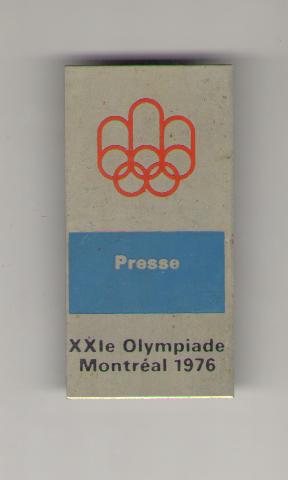 Presse
XXIe Olympiade
Montréal 1976